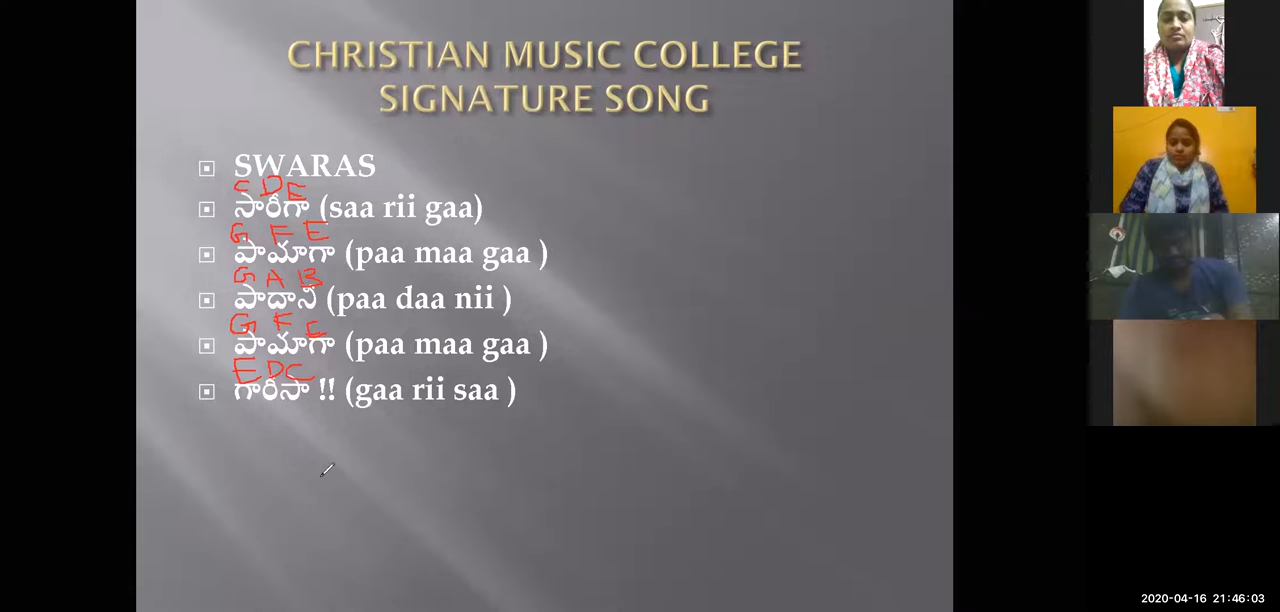 CHRISTIAN MUSIC COLLEGE
SIGNATURE SONG
SWARAS
C D E
సారీగా (saa rii gaa)
G F E
పామాగా (paa maa gaa )
G A B
పాదానీ (paa daa nii )
G F E
పామాగా (paa maa gaa )
E D C
గారీసా !! (gaa rii saa )
2020-04-16 21:46:03